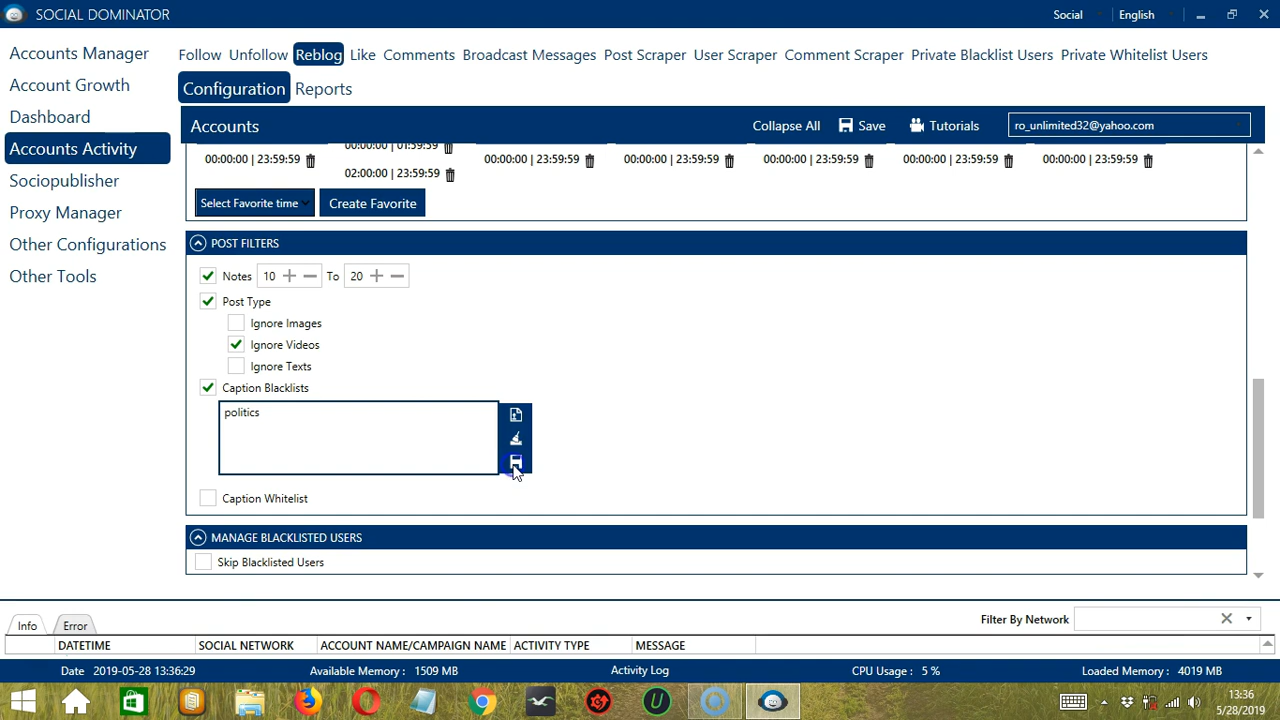 SOCIAL DOMINATOR
Social
English
Accounts Manager
Account Growth
Dashboard
Accounts Activity
Sociopublisher
Proxy Manager
Other Configurations
Other Tools
Follow Unfollow Reblog Like Comments Broadcast Messages Post Scraper User Scraper Comment Scraper Private Blacklist Users Private Whitelist Users
Configuration Reports
Accounts Collapse All Save Tutorials ro_unlimited32@yahoo.com
00:00:00 | 01:59:59
00:00:00 | 23:59:59 00:00:00 | 23:59:59 00:00:00 | 23:59:59 00:00:00 | 23:59:59 00:00:00 | 23:59:59 00:00:00 | 23:59:59
02:00:00 | 23:59:59
Select Favorite time Create Favorite
POST FILTERS
Notes 10 To 20
Post Type
Ignore Images
Ignore Videos
Ignore Texts
Caption Blacklists
politics
Caption Whitelist
MANAGE BLACKLISTED USERS
Skip Blacklisted Users
Info Error Filter By Network
DATETIME SOCIAL NETWORK ACCOUNT NAME/CAMPAIGN NAME ACTIVITY TYPE MESSAGE
Date 2019-05-28 13:36:29 Available Memory : 1509 MB Activity Log CPU Usage : 5 % Loaded Memory : 4019 MB
13:36
5/28/2019